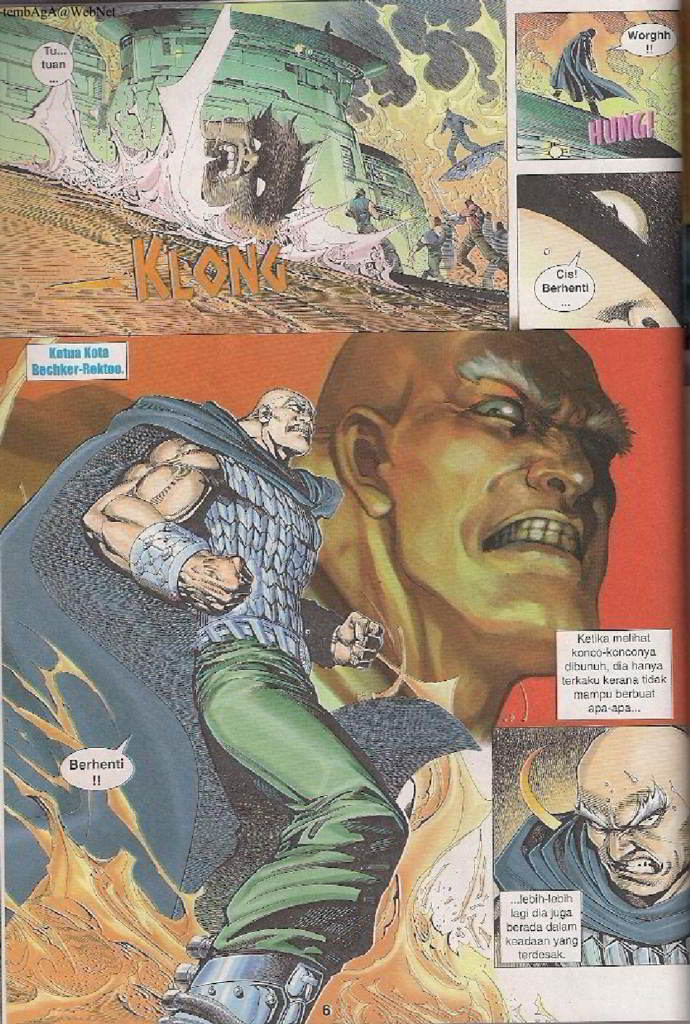 tembAgA@WebNet
Tu...
tuan
...
KLONG
Worghh
!!
HUNG!
Cis!
Berhenti
...
Ketua Kota
Bechker-Rektoo.
Ketika melihat
konco-konconya
dibunuh, dia hanya
terkaku kerana tidak
mampu berbuat
apa-apa...
Berhenti
!!
...lebih-lebih
lagi dia juga
berada dalam
keadaan yang
terdesak.
6